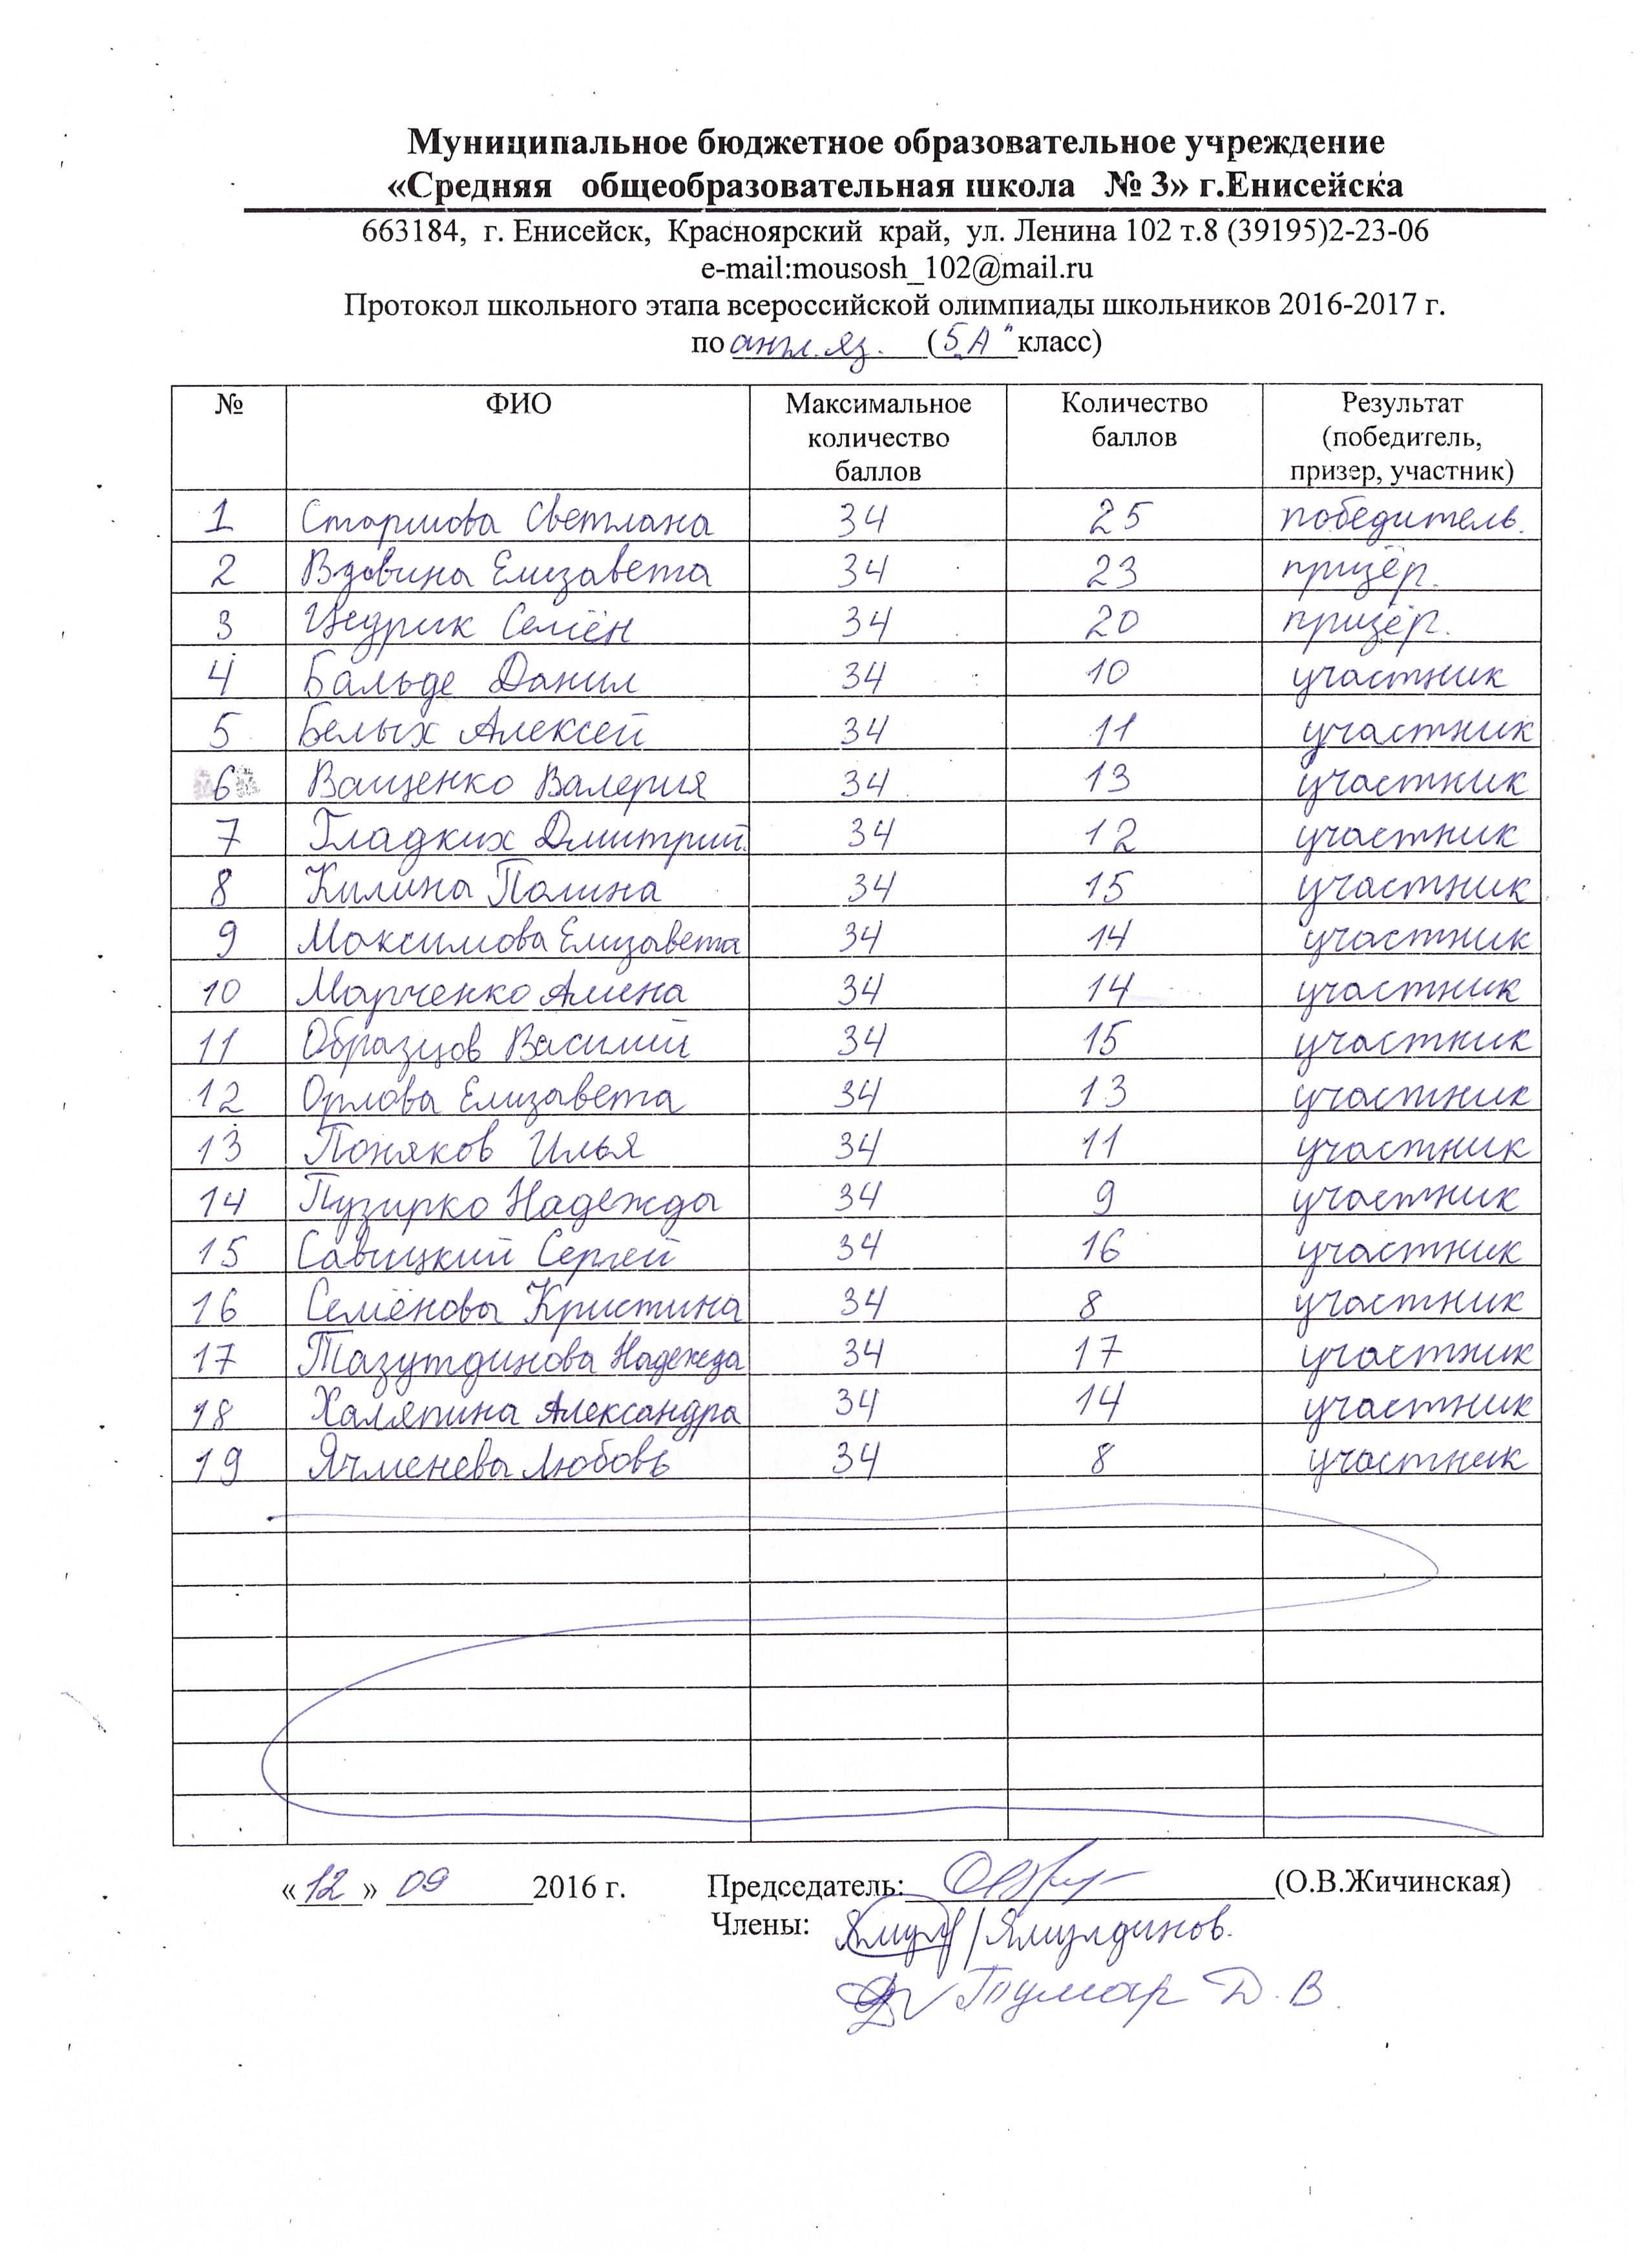 Муниципальное бюджетное образовательное учреждение
«Средняя общеобразовательная школа № 3» г.Енисейска
663184, г. Енисейск, Красноярский край, ул. Ленина 102 т.8 (39195)2-23-06
e-mail:mousosh_102@mail.ru
Протокол школьного этапа всероссийской олимпиады школьников 2016-2017 г.
по англ. яз. (5 „А" класс)
№ ФИО Максимальное количество баллов Количество баллов Результат (победитель, призер, участник)
1 Светлана 34 25 победитель.
2 Вдовина Елизавета 34 23 призёр.
3 Цедрик Семён 34 20 призёр.
4 Бальде Данил 34 10 участник
5 Белых Алексей 34 11 участник
6 Ващенко Валерия 34 13 участник
7 Гладких Дмитрий 34 12 участник
8 Килина Полина 34 15 участник
9 Максимова Елизавета 34 14 участник
10 Марченко Алена 34 14 участник
11 Образцов Василий 34 15 участник
12 Орлова Елизавета 34 13 участник
13 Поняков Илья 34 11 участник
14 Пузирко Надежда 34 9 участник
15 Савицкий Сергей 34 16 участник
16 Семёнова Кристина 34 8 участник
17 Тазутдинова Надежда 34 17 участник
18 Халяпина Александра 34 14 участник
19 Ячменева Любовь 34 8 участник
«12» 09 2016 г. Председатель: (О.В.Жичинская)
Члены: / Ямулдинов.
Тумар Д. В.